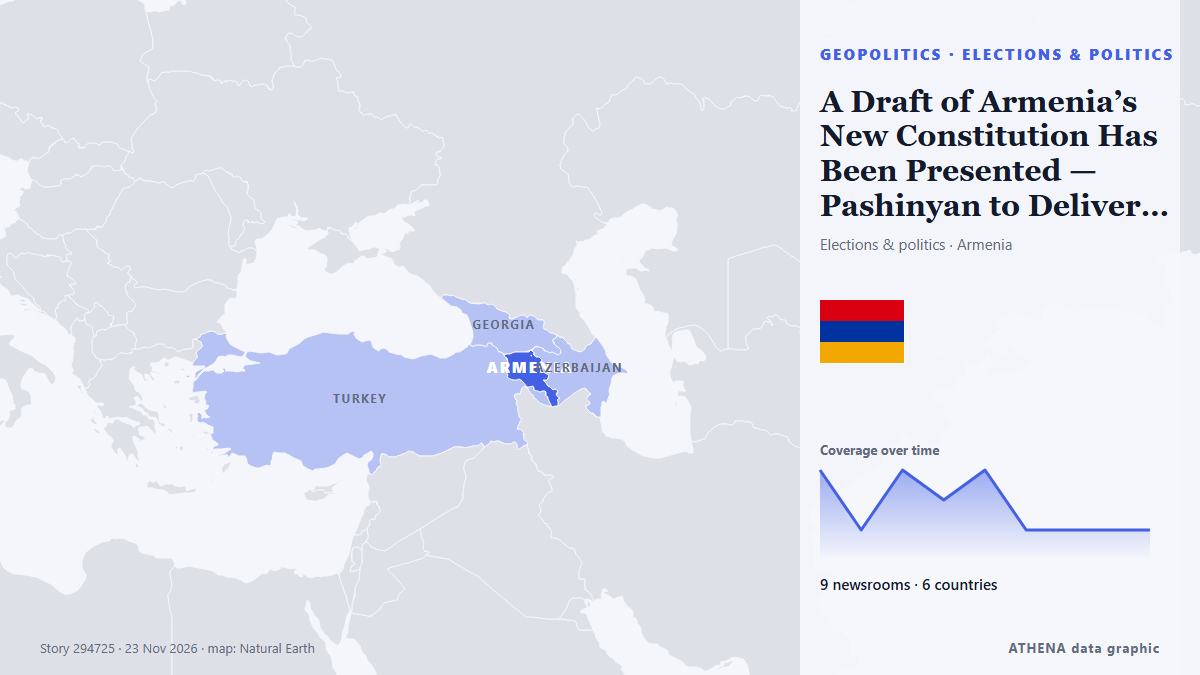 GEOPOLITICS · ELECTIONS & POLITICS
A Draft of Armenia’s
New Constitution Has
Been Presented —
Pashinyan to Deliver…
Elections & politics · Armenia
GEORGIA
AZERBAIJAN
TURKEY
Coverage over time
9 newsrooms · 6 countries
Story 294725 · 23 Nov 2026 · map: Natural Earth
ATHENA data graphic